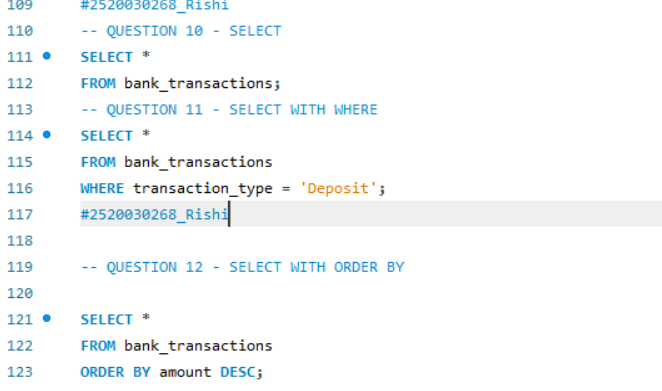 109 #2520030268_Rishi
110 -- QUESTION 10 - SELECT
111 SELECT *
112 FROM bank_transactions;
113 -- QUESTION 11 - SELECT WITH WHERE
114 SELECT *
115 FROM bank_transactions
116 WHERE transaction_type = 'Deposit';
117 #2520030268_Rishi
118
119 -- QUESTION 12 - SELECT WITH ORDER BY
120
121 SELECT *
122 FROM bank_transactions
123 ORDER BY amount DESC;